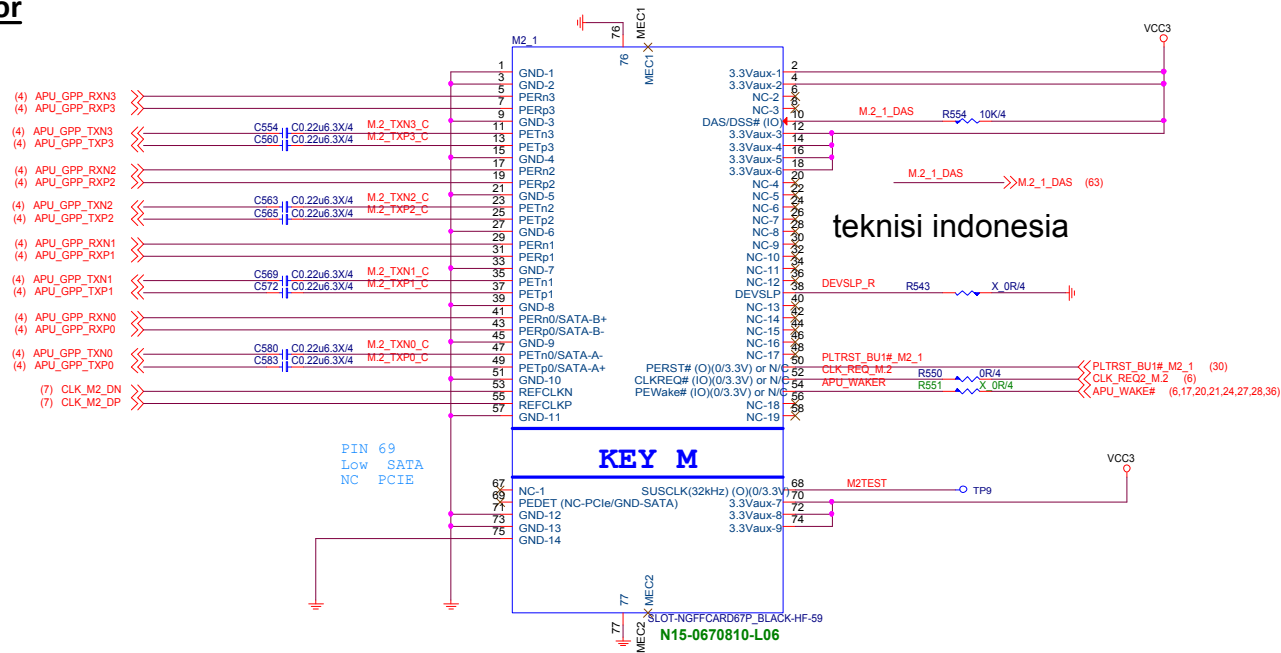 or
M2_1
76
MEC1
76
MEC1
VCC3
1 GND-1
3 GND-2
(4) APU_GPP_RXN3 5 PERn3
(4) APU_GPP_RXP3 7 PERp3
9 GND-3
(4) APU_GPP_TXN3 C554 C0.22u6.3X/4 M.2_TXN3_C 11 PETn3
(4) APU_GPP_TXP3 C560 C0.22u6.3X/4 M.2_TXP3_C 13 PETp3
15 GND-4
(4) APU_GPP_RXN2 17 PERn2
(4) APU_GPP_RXP2 19 PERp2
21 GND-5
(4) APU_GPP_TXN2 C563 C0.22u6.3X/4 M.2_TXN2_C 23 PETn2
(4) APU_GPP_TXP2 C565 C0.22u6.3X/4 M.2_TXP2_C 25 PETp2
27 GND-6
(4) APU_GPP_RXN1 29 PERn1
(4) APU_GPP_RXP1 31 PERp1
33 GND-7
(4) APU_GPP_TXN1 C569 C0.22u6.3X/4 M.2_TXN1_C 35 PETn1
(4) APU_GPP_TXP1 C572 C0.22u6.3X/4 M.2_TXP1_C 37 PETp1
39 GND-8
(4) APU_GPP_RXN0 41 PERn0/SATA-B+
(4) APU_GPP_RXP0 43 PERp0/SATA-B-
45 GND-9
(4) APU_GPP_TXN0 C580 C0.22u6.3X/4 M.2_TXN0_C 47 PETn0/SATA-A-
(4) APU_GPP_TXP0 C583 C0.22u6.3X/4 M.2_TXP0_C 49 PETp0/SATA-A+
51 GND-10
(7) CLK_M2_DN 53 REFCLKN
(7) CLK_M2_DP 55 REFCLKP
57 GND-11
3.3Vaux-1 2
3.3Vaux-2 4
NC-2 6
NC-3 8
DAS/DSS# (IO) 10 M.2_1_DAS R554 10K/4
3.3Vaux-3 12
3.3Vaux-4 14
3.3Vaux-5 16
3.3Vaux-6 18
NC-4 20
M.2_1_DAS M.2_1_DAS (63)
NC-5 22
NC-6 24
NC-7 26
NC-8 28
teknisi indonesia
NC-9 30
NC-10 32
NC-11 34
NC-12 36
DEVSLP 38 DEVSLP_R R543 X_0R/4
NC-13 40
NC-14 42
NC-15 44
NC-16 46
NC-17 48
PERST# (O)(0/3.3V) or N/C 50 PLTRST_BU1#_M2_1 PLTRST_BU1#_M2_1 (30)
CLKREQ# (IO)(0/3.3V) or N/C 52 CLK_REQ_M.2 R550 0R/4 CLK_REQ2_M.2 (6)
PEWake# (IO)(0/3.3V) or N/C 54 APU_WAKER R551 X_0R/4 APU_WAKE# (6,17,20,21,24,27,28,36)
NC-18 56
NC-19 58
KEY M
PIN 69
Low SATA
NC PCIE
VCC3
67 NC-1
69 PEDET (NC-PCIe/GND-SATA)
71 GND-12
73 GND-13
75 GND-14
SUSCLK(32kHz) (O)(0/3.3V) 68 M2TEST TP9
3.3Vaux-7 70
3.3Vaux-8 72
3.3Vaux-9 74
77
MEC2
77
MEC2
SLOT-NGFFCARD67P_BLACK-HF-59
N15-0670810-L06